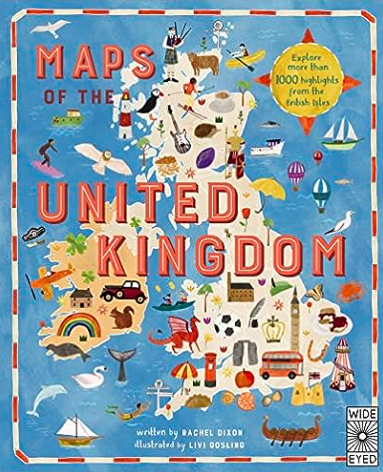 MAPS
OF THE
UNITED
KINGDOM
Explore
more than
1000 highlights
from the
British Isles
written by RACHEL DIXON
illustrated by LIVI GOSLING
WIDE
EYED